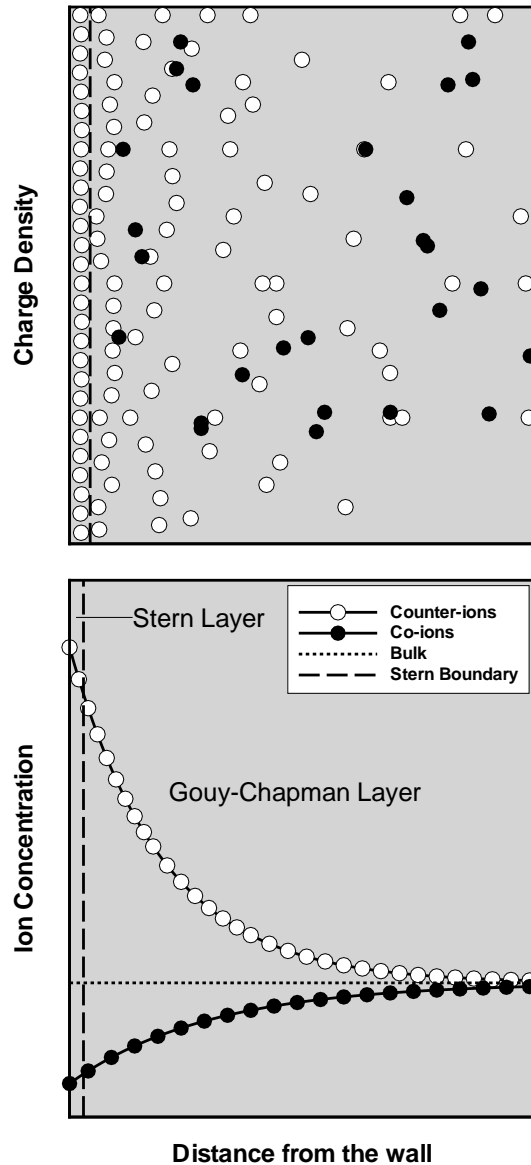 Charge Density
Stern Layer
Counter-ions
Co-ions
Bulk
Stern Boundary
Gouy-Chapman Layer
Ion Concentration
Distance from the wall